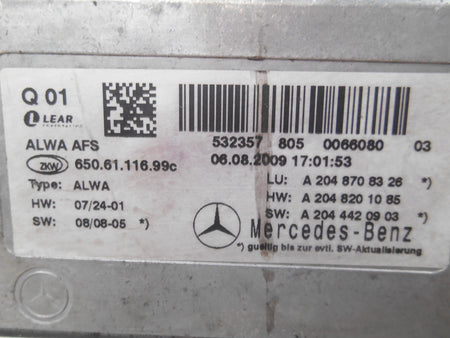 Q 01
LEAR
CORPORATION
ALWA AFS
532357 805 0066080 03
06.08.2009 17:01:53
ZKW 650.61.116.99c
Type: ALWA
HW: 07/24-01
SW: 08/08-05 *)
LU: A 204 870 83 26 *)
HW: A 204 820 10 85
SW: A 204 442 09 03 *)
Mercedes-Benz
*) gueltig bis zur evtl. SW-Aktualisierung